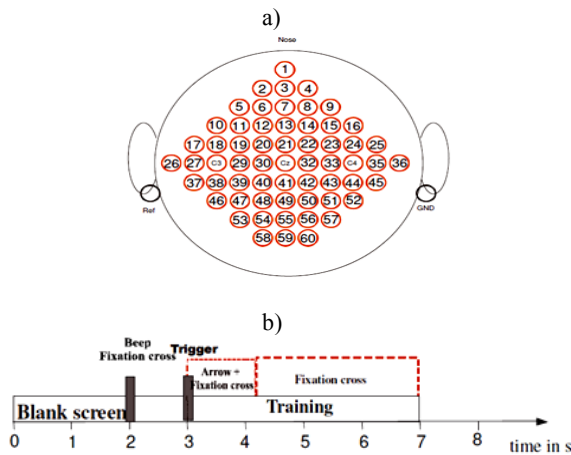 a)
Nose
1
2 3 4
5 6 7 8 9
10 11 12 13 14 15 16
17 18 19 20 21 22 23 24 25
26 27 C3 29 30 Cz 32 33 C4 35 36
37 38 39 40 41 42 43 44 45
46 47 48 49 50 51 52
53 54 55 56 57
58 59 60
Ref
GND
b)
Beep
Fixation cross
Trigger
Arrow +
Fixation cross
Fixation cross
Blank screen
Training
0 1 2 3 4 5 6 7 8
time in s